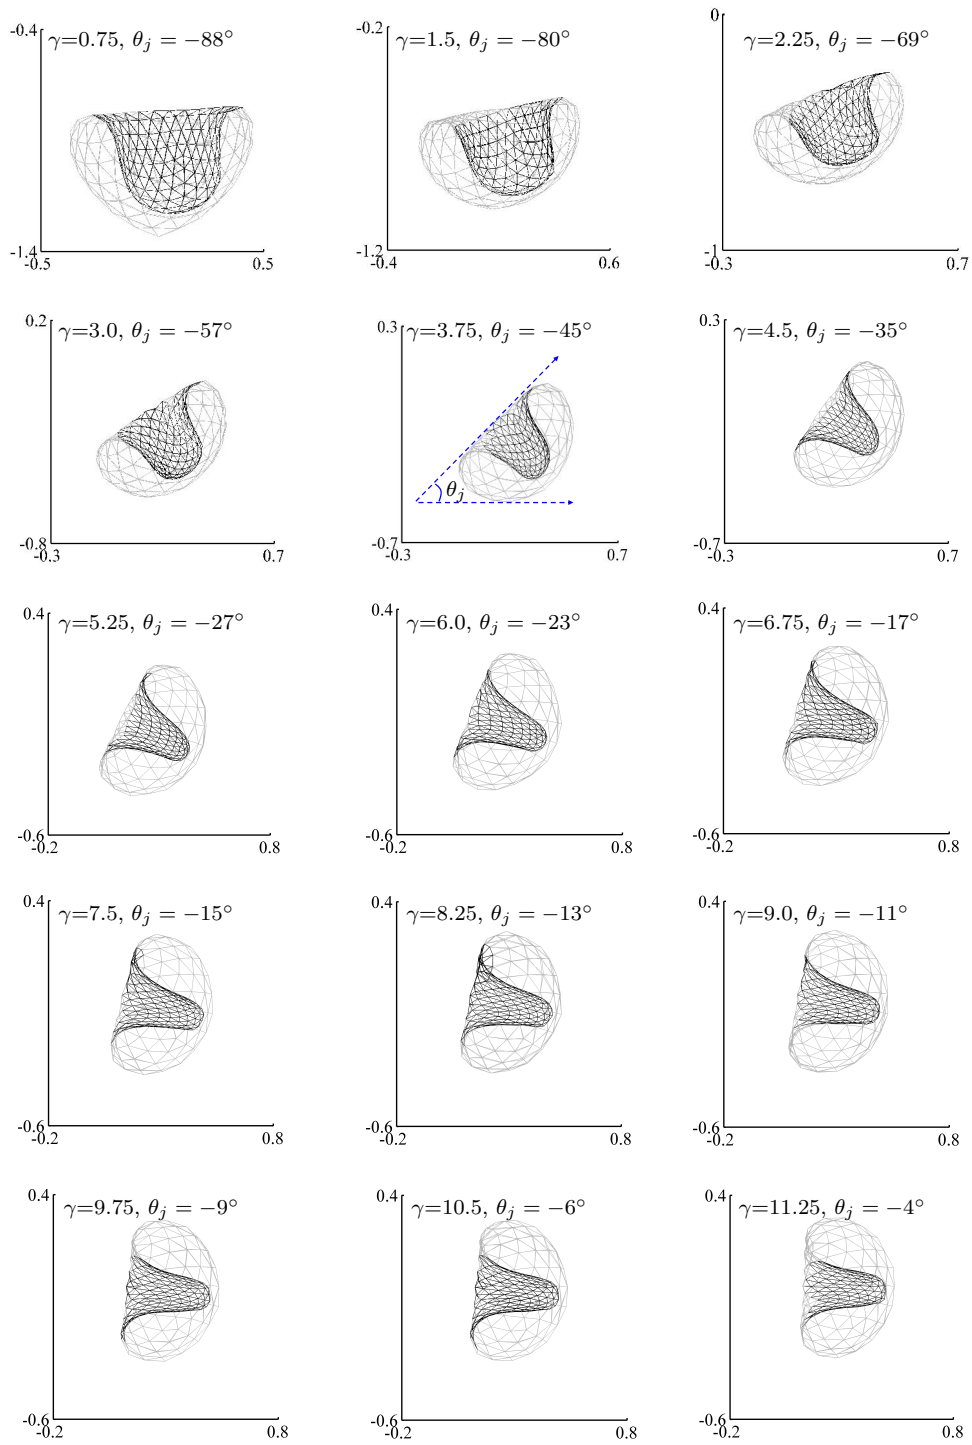 γ=0.75, θj = −88°
-0.4
-1.4
-0.5 0.5
γ=1.5, θj = −80°
-0.2
-1.2
-0.4 0.6
γ=2.25, θj = −69°
0
-1
-0.3 0.7
γ=3.0, θj = −57°
0.2
-0.8
-0.3 0.7
γ=3.75, θj = −45°
0.3
θj
-0.7
-0.3 0.7
γ=4.5, θj = −35°
0.3
-0.7
-0.3 0.7
γ=5.25, θj = −27°
0.4
-0.6
-0.2 0.8
γ=6.0, θj = −23°
0.4
-0.6
-0.2 0.8
γ=6.75, θj = −17°
0.4
-0.6
-0.2 0.8
γ=7.5, θj = −15°
0.4
-0.6
-0.2 0.8
γ=8.25, θj = −13°
0.4
-0.6
-0.2 0.8
γ=9.0, θj = −11°
0.4
-0.6
-0.2 0.8
γ=9.75, θj = −9°
0.4
-0.6
-0.2 0.8
γ=10.5, θj = −6°
0.4
-0.6
-0.2 0.8
γ=11.25, θj = −4°
0.4
-0.6
-0.2 0.8